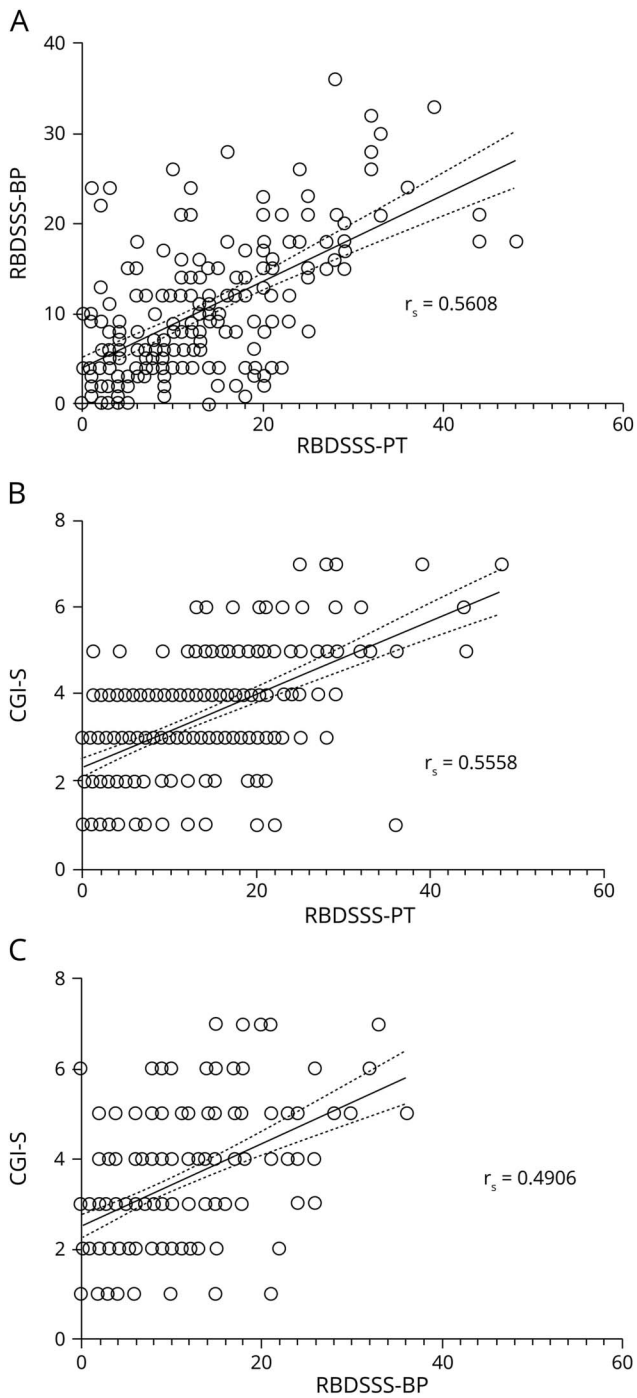 A
40
30
20
10
0
RBDSSS-BP
r_s = 0.5608
0 20 40 60
RBDSSS-PT
B
8
6
4
2
0
CGI-S
r_s = 0.5558
0 20 40 60
RBDSSS-PT
C
8
6
4
2
0
CGI-S
r_s = 0.4906
0 20 40 60
RBDSSS-BP